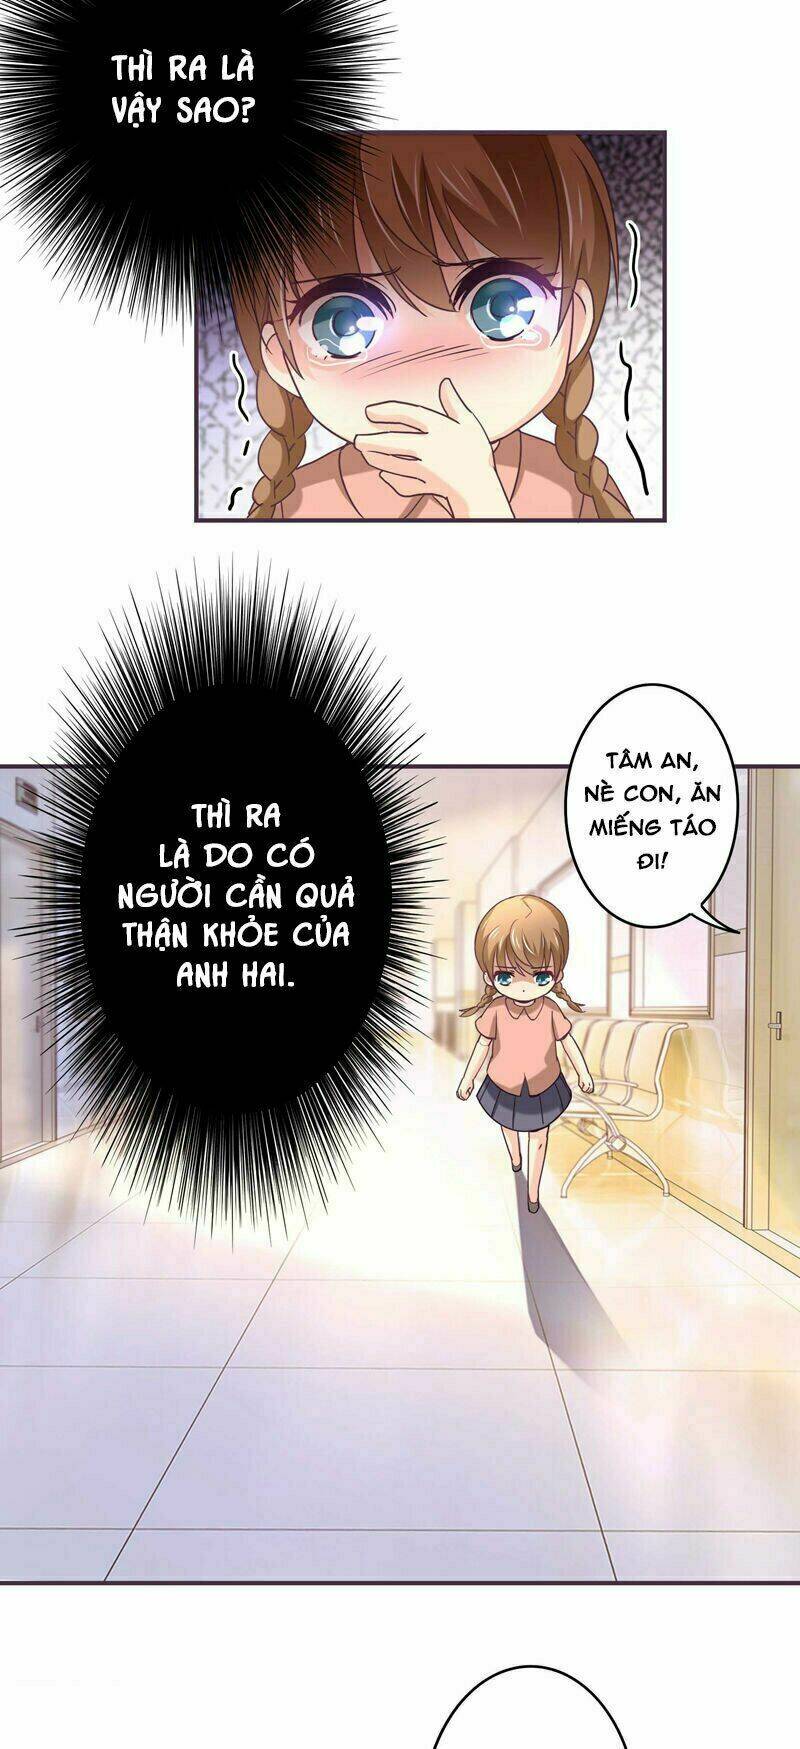 THÌ RA LÀ
VẬY SAO?
TÂM AN,
NÈ CON, ĂN
MIẾNG TÁO
ĐI!
THÌ RA
LÀ DO CÓ
NGƯỜI CẦN QUẢ
THẬN KHỎE CỦA
ANH HAI.